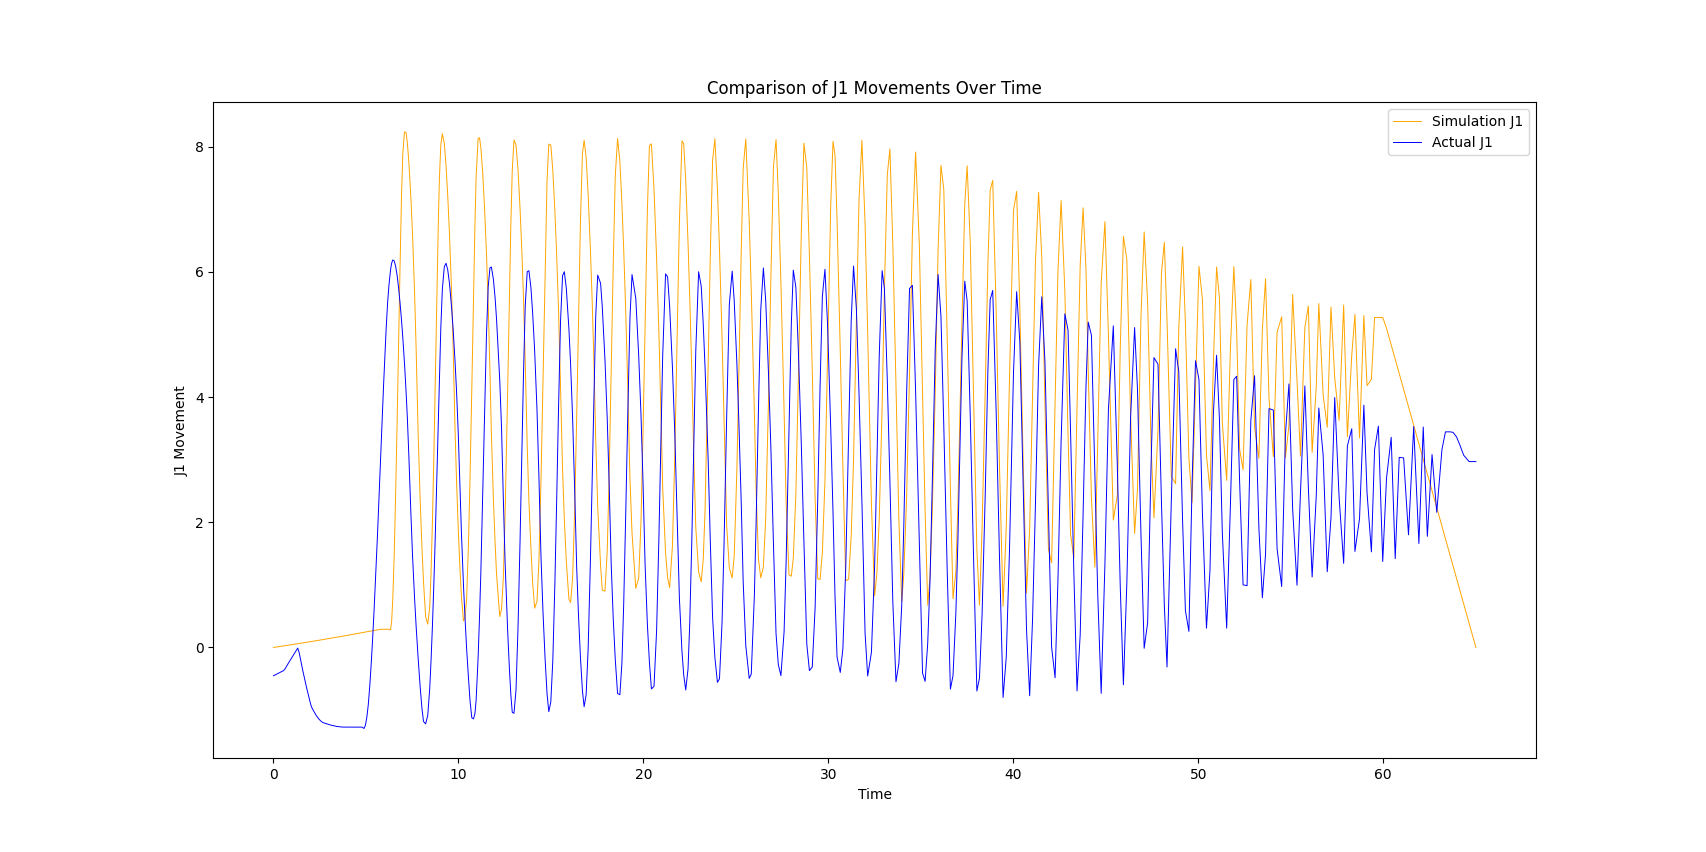 Comparison of J1 Movements Over Time
Simulation J1
Actual J1
J1 Movement
8
6
4
2
0
0 10 20 30 40 50 60
Time